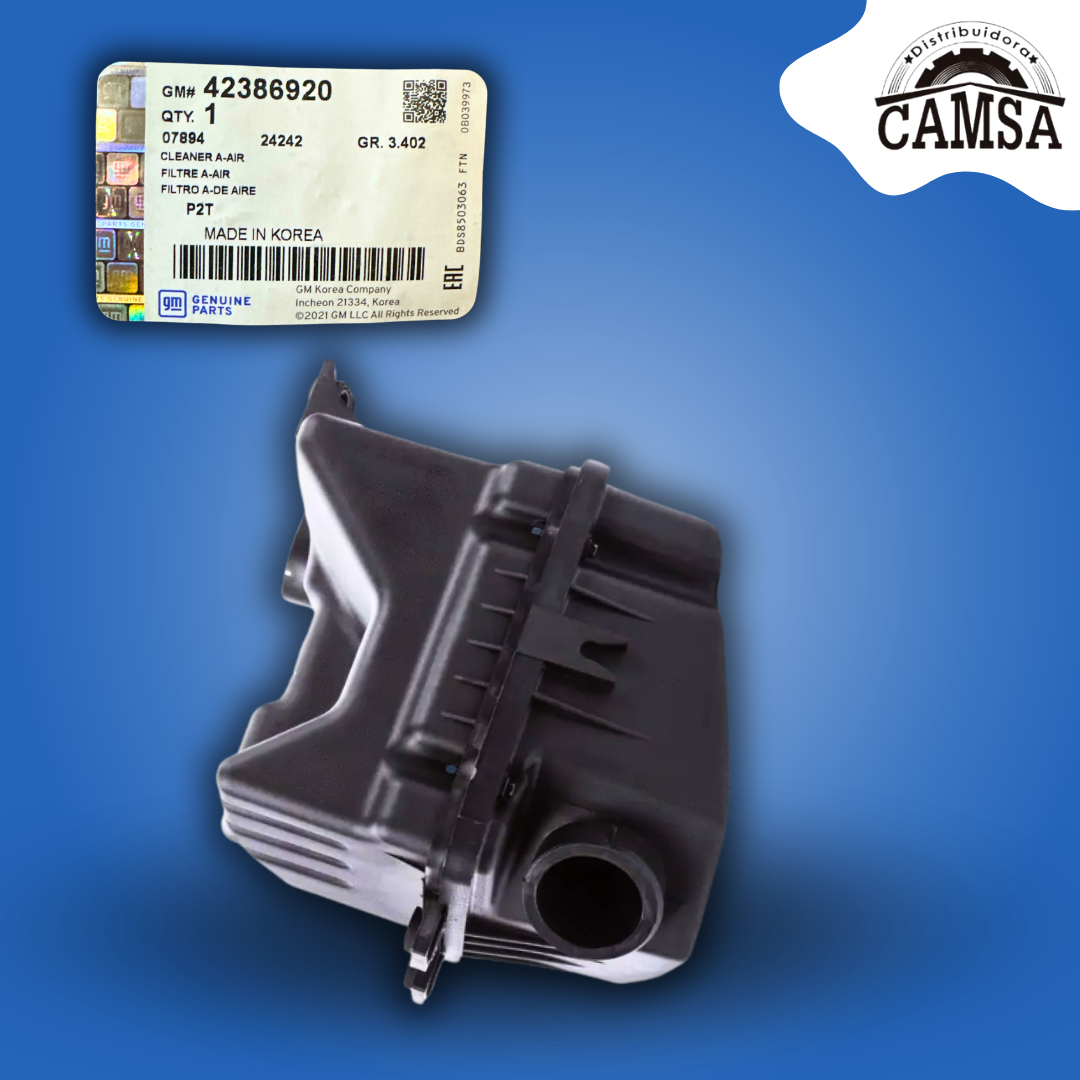 GM# 42386920
QTY. 1
07894 24242 GR. 3.402
CLEANER A-AIR
FILTRE A-AIR
FILTRO A-DE AIRE
P2T
MADE IN KOREA
GM Korea Company
Incheon 21334, Korea
©2021 GM LLC All Rights Reserved
gm GENUINE
PARTS
EAC
BDS8503063 FTN 0B039973
Distribuidora
CAMSA